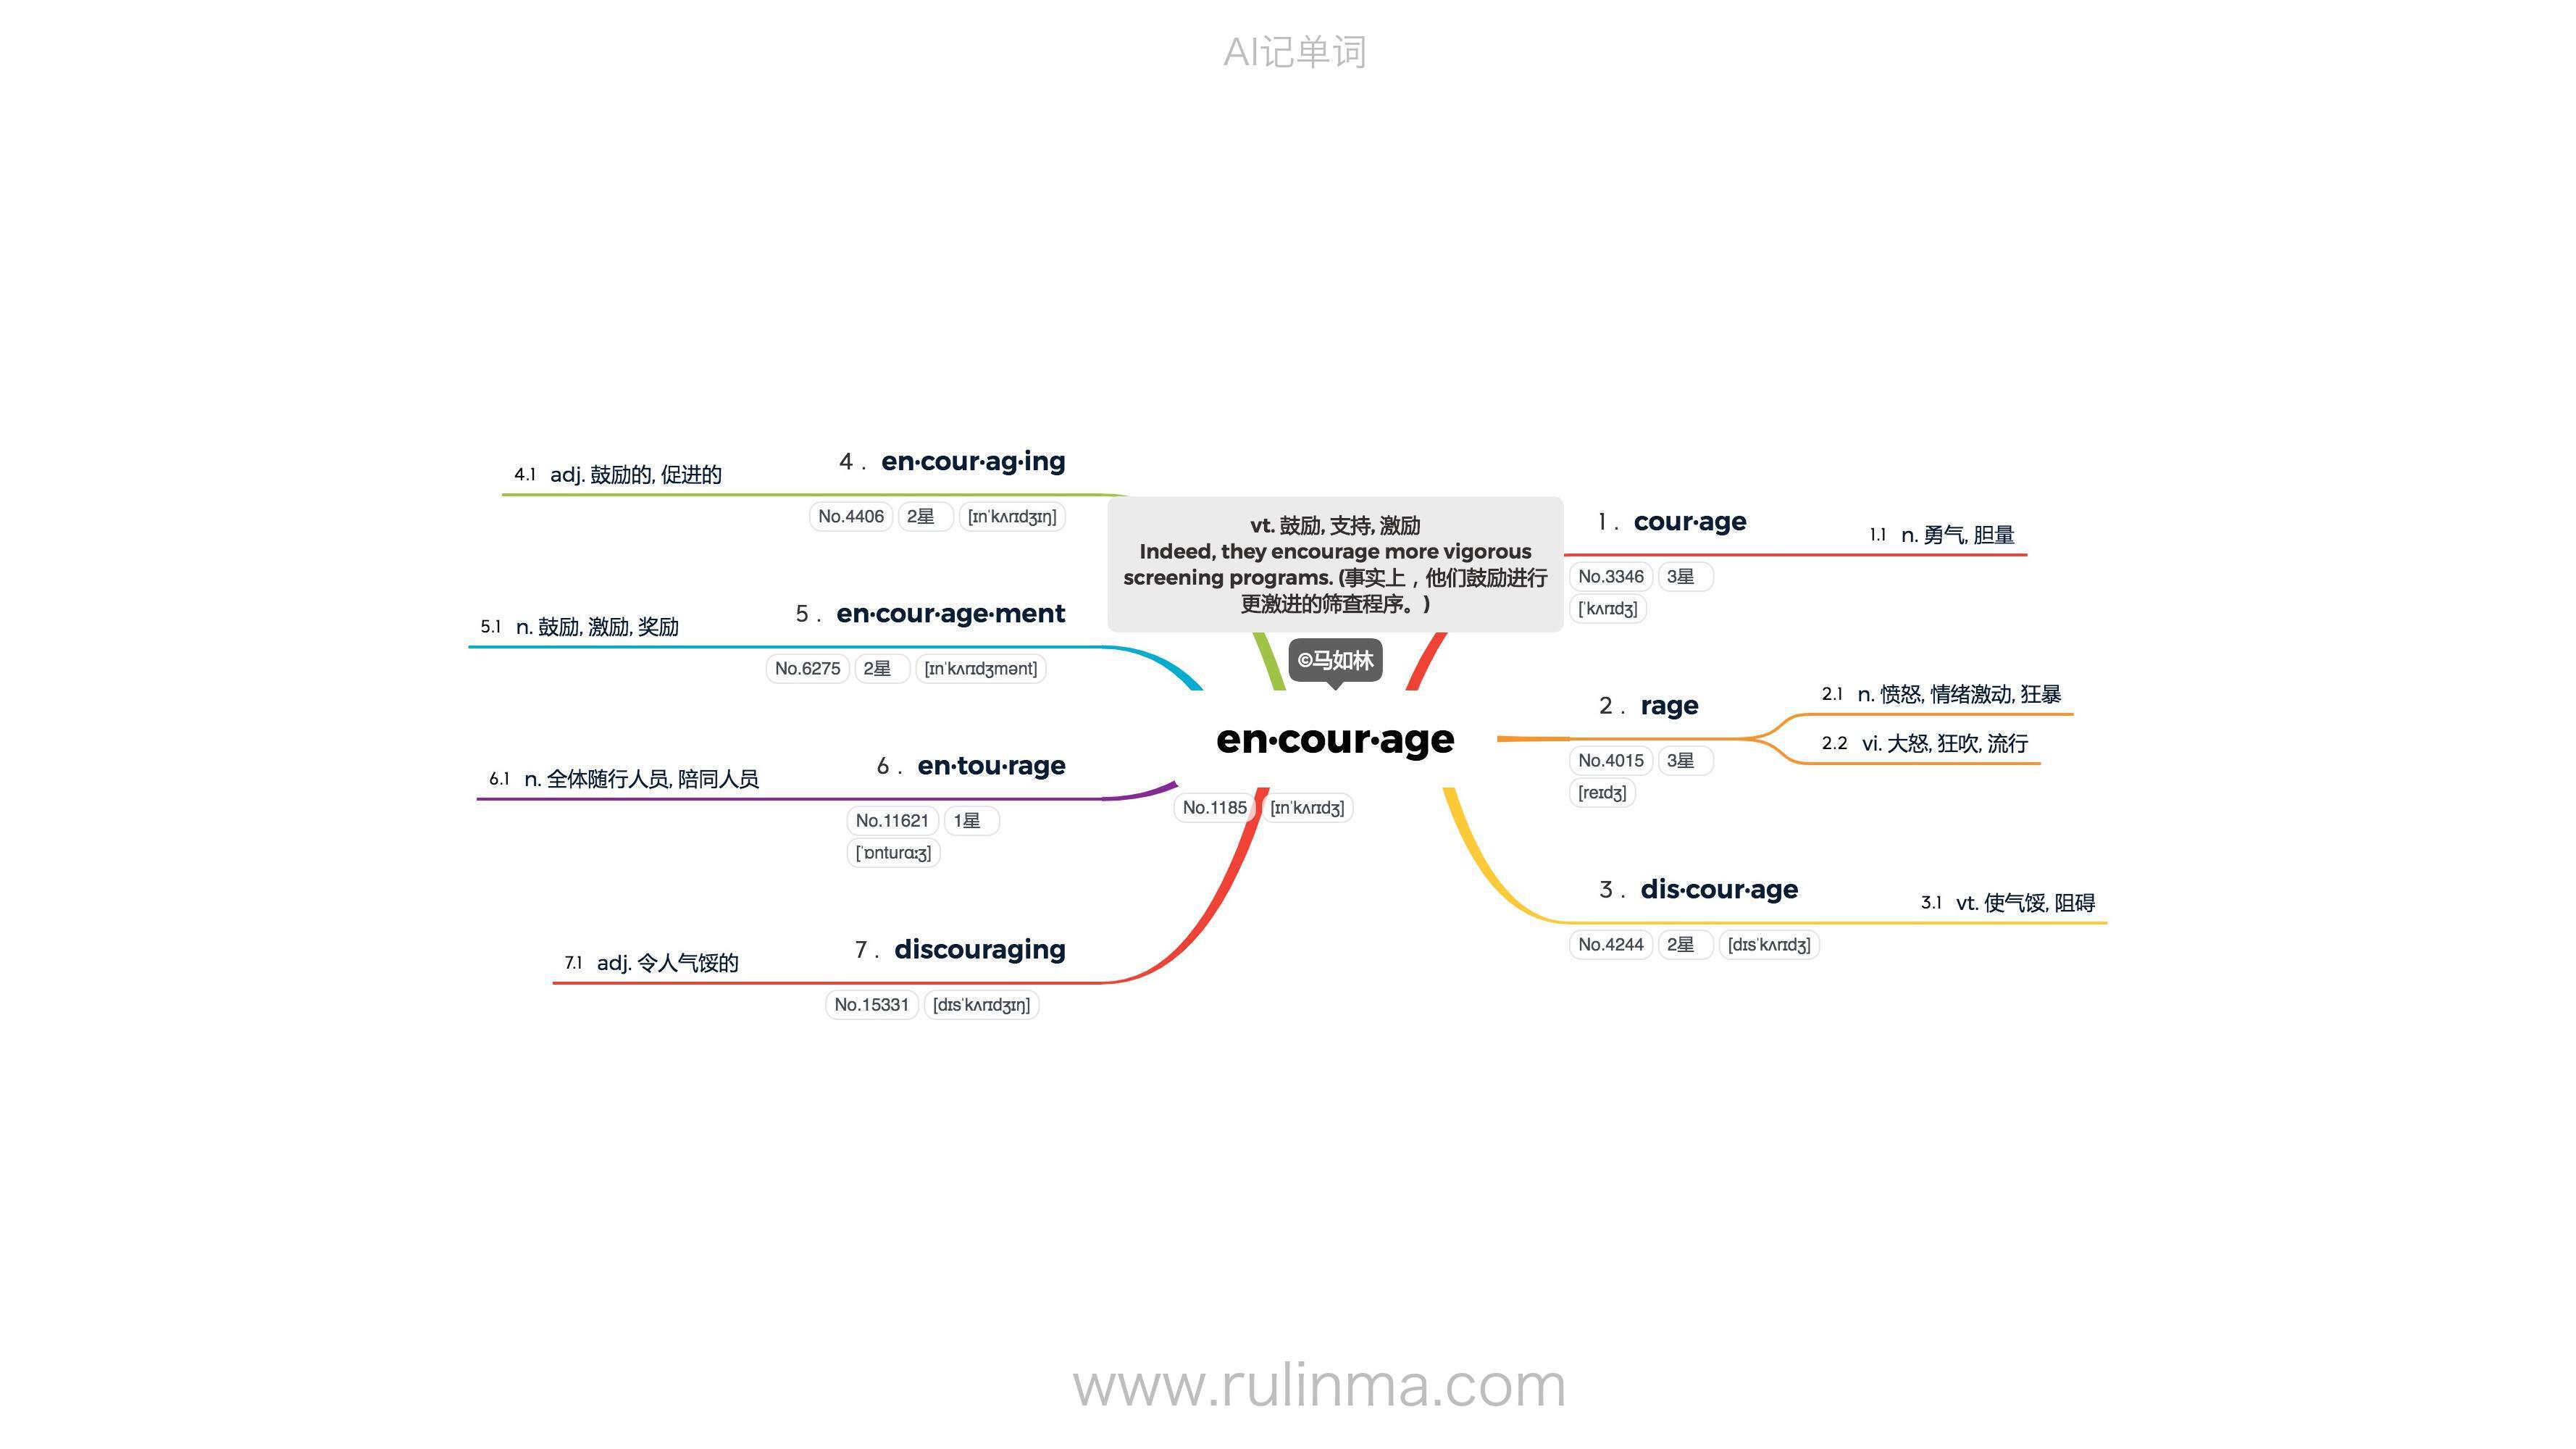 AI记单词
vt. 鼓励, 支持, 激励
Indeed, they encourage more vigorous
screening programs. (事实上，他们鼓励进行
更激进的筛查程序。)
©马如林
en·cour·age
No.1185 [ɪnˈkʌrɪdʒ]
1 . cour·age
No.3346 3星
[ˈkʌrɪdʒ]
1.1 n. 勇气, 胆量
2 . rage
No.4015 3星
[reɪdʒ]
2.1 n. 愤怒, 情绪激动, 狂暴
2.2 vi. 大怒, 狂吹, 流行
3 . dis·cour·age
No.4244 2星 [dɪsˈkʌrɪdʒ]
3.1 vt. 使气馁, 阻碍
4 . en·cour·ag·ing
No.4406 2星 [ɪnˈkʌrɪdʒɪŋ]
4.1 adj. 鼓励的, 促进的
5 . en·cour·age·ment
No.6275 2星 [ɪnˈkʌrɪdʒmənt]
5.1 n. 鼓励, 激励, 奖励
6 . en·tou·rage
No.11621 1星
[ˈɒnturɑːʒ]
6.1 n. 全体随行人员, 陪同人员
7 . discouraging
No.15331 [dɪsˈkʌrɪdʒɪŋ]
7.1 adj. 令人气馁的
www.rulinma.com